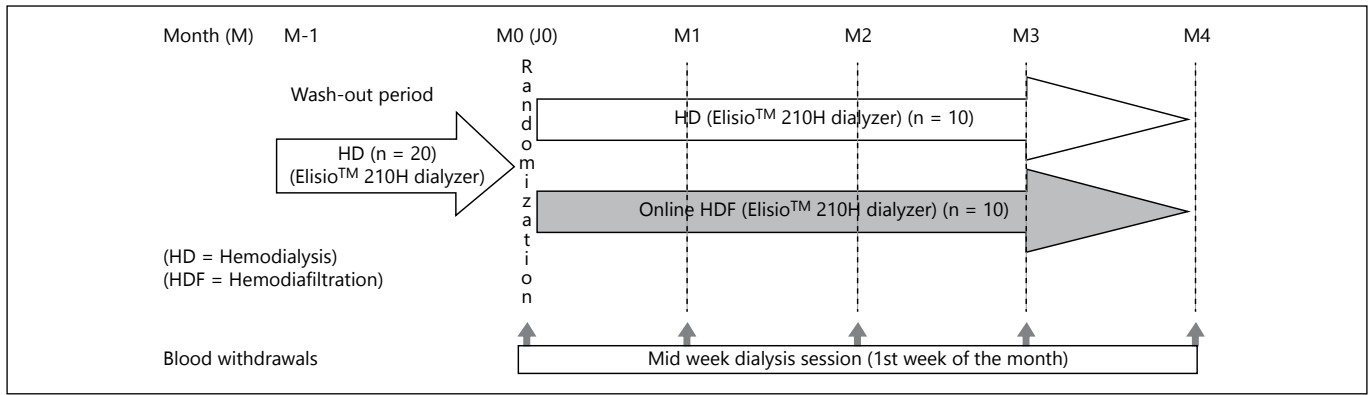 Month (M) M-1 M0 (J0) M1 M2 M3 M4
Randomization
Wash-out period
HD (Elisio™ 210H dialyzer) (n = 10)
HD (n = 20)
(Elisio™ 210H dialyzer)
Online HDF (Elisio™ 210H dialyzer) (n = 10)
(HD = Hemodialysis)
(HDF = Hemodiafiltration)
Blood withdrawals Mid week dialysis session (1st week of the month)